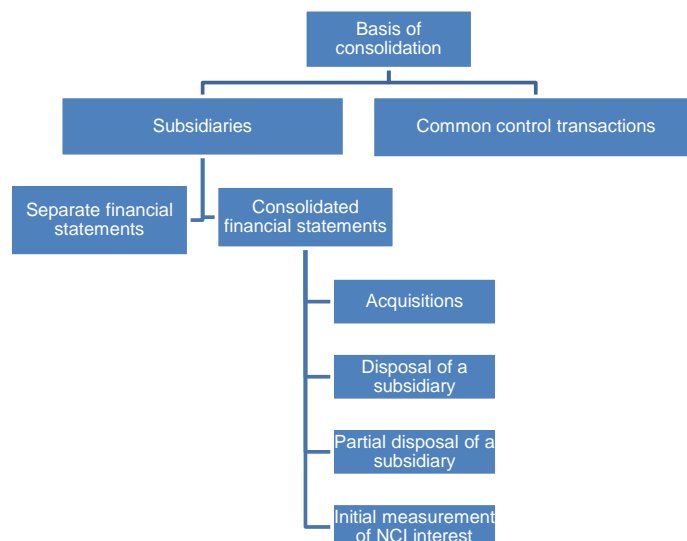 Basis of
consolidation
Subsidiaries
Common control transactions
Separate financial
statements
Consolidated
financial statements
Acquisitions
Disposal of a
subsidiary
Partial disposal of a
subsidiary
Initial measurement
of NCI interest